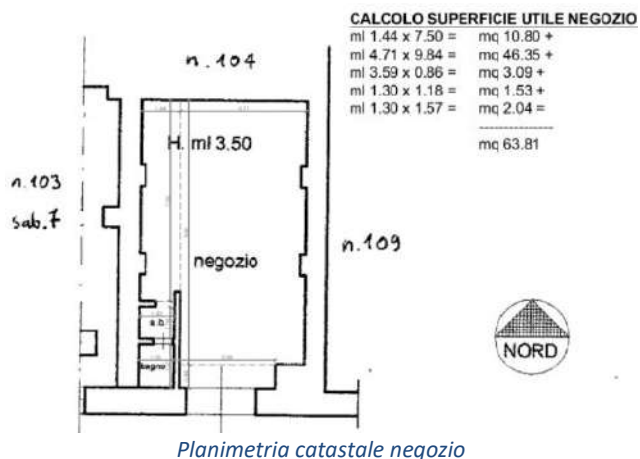 CALCOLO SUPERFICIE UTILE NEGOZIO
ml 1.44 x 7.50 = mq 10.80 +
ml 4.71 x 9.84 = mq 46.35 +
ml 3.59 x 0.86 = mq 3.09 +
ml 1.30 x 1.18 = mq 1.53 +
ml 1.30 x 1.57 = mq 2.04 =
------------
mq 63.81
n. 104
H. ml 3.50
n. 103
sub. 7
n. 109
negozio
a.b.
bagno
NORD
Planimetria catastale negozio